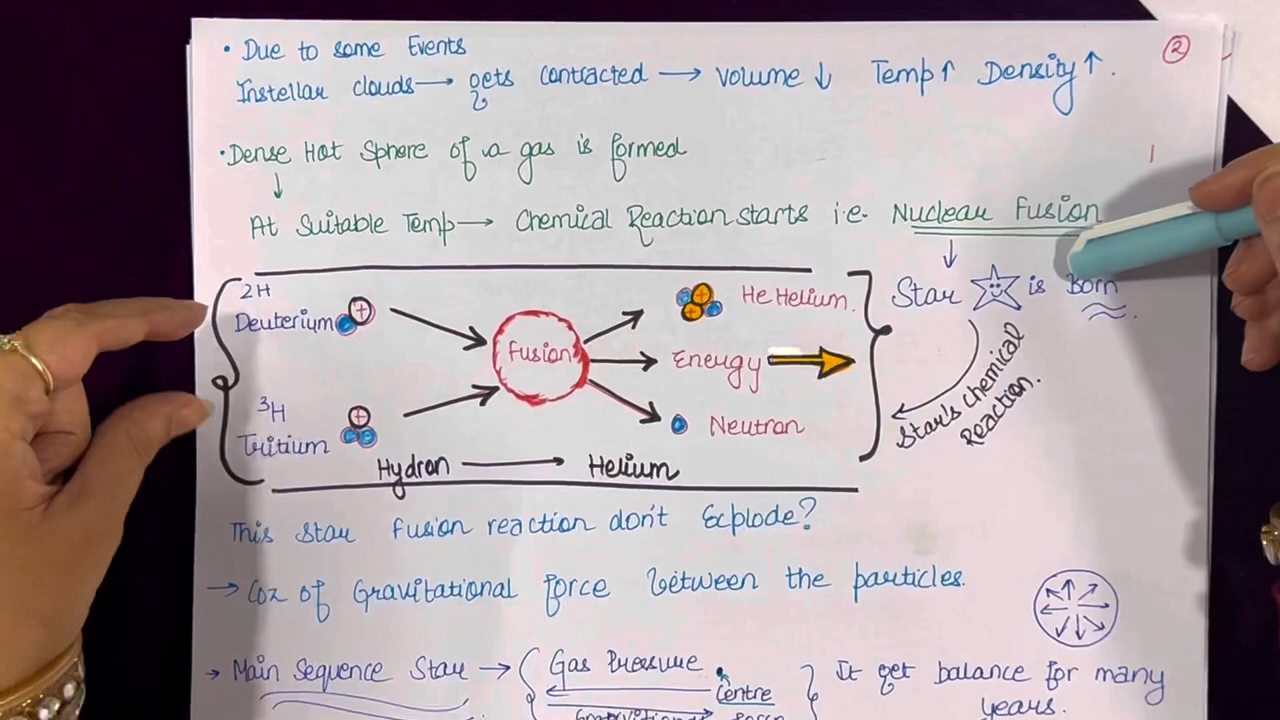 ②
• Due to some Events
Instellar clouds → gets contracted → volume ↓ Temp↑ Density↑.
• Dense Hot Sphere of a gas is formed
↓
At Suitable Temp → Chemical Reaction starts i.e. Nuclear Fusion
↓
Star is Born
Star's Chemical
Reaction.
2H
Deuterium +
³H
Tritium +
Fusion
He Helium.
Energy
Neutron
Hydron → Helium
This Star Fusion reaction don't Ecplode?
→ Coz of Gravitational force between the particles.
→ Main Sequence Star → { Gas Pressure
Centre
} It get balance for many
years.